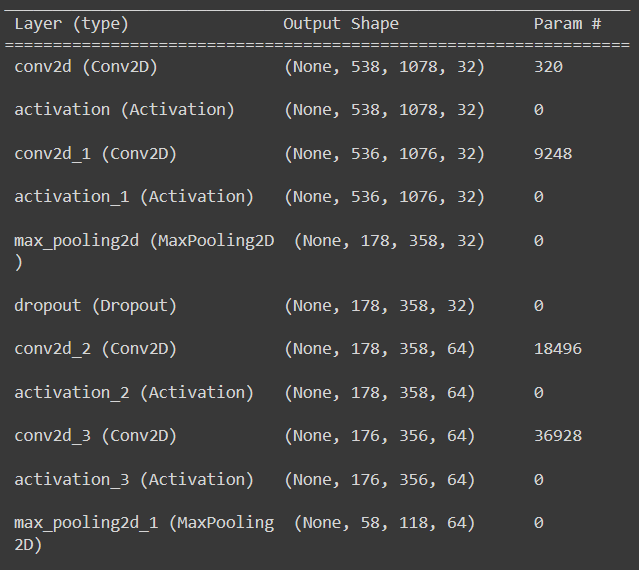 Layer (type) Output Shape Param #
conv2d (Conv2D) (None, 538, 1078, 32) 320
activation (Activation) (None, 538, 1078, 32) 0
conv2d_1 (Conv2D) (None, 536, 1076, 32) 9248
activation_1 (Activation) (None, 536, 1076, 32) 0
max_pooling2d (MaxPooling2D (None, 178, 358, 32) 0
)
dropout (Dropout) (None, 178, 358, 32) 0
conv2d_2 (Conv2D) (None, 178, 358, 64) 18496
activation_2 (Activation) (None, 178, 358, 64) 0
conv2d_3 (Conv2D) (None, 176, 356, 64) 36928
activation_3 (Activation) (None, 176, 356, 64) 0
max_pooling2d_1 (MaxPooling (None, 58, 118, 64) 0
2D)